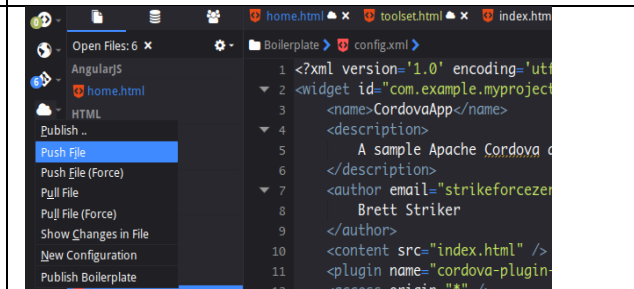 home.html
toolset.html
index.htm
Open Files: 6
Boilerplate
config.xml
AngularJS
home.html
HTML
6
Publish ..
Push File
Push File (Force)
Pull File
Pull File (Force)
Show Changes in File
New Configuration
Publish Boilerplate
1 <?xml version='1.0' encoding='utf
2 <widget id="com.example.myproject
3 <name>CordovaApp</name>
4 <description>
5 A sample Apache Cordova
6 </description>
7 <author email="strikeforcezer
8 Brett Striker
9 </author>
10 <content src="index.html" />
11 <plugin name="cordova-plugin-